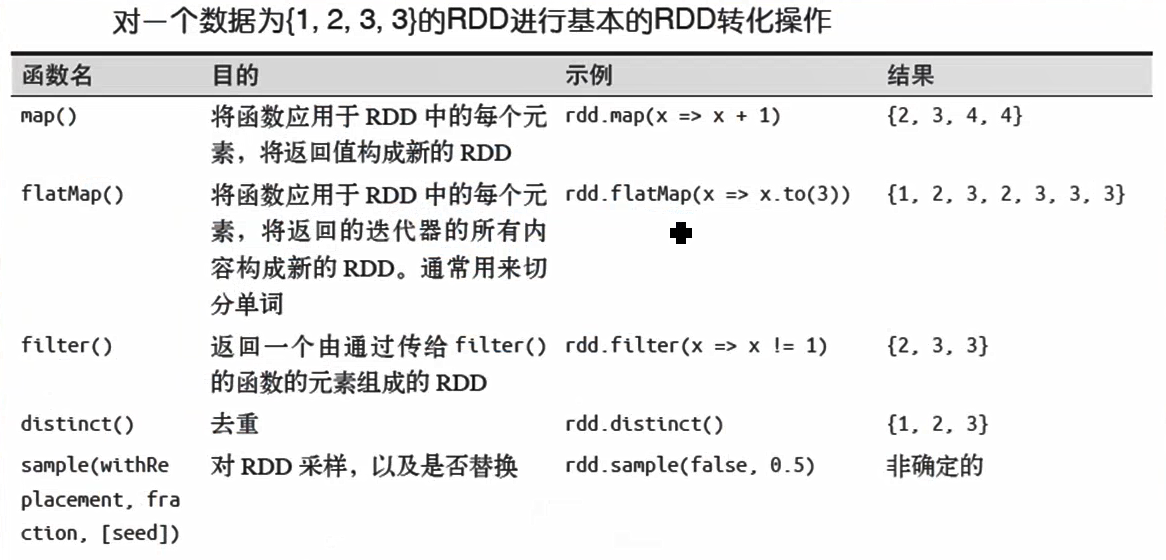 对一个数据为{1, 2, 3, 3}的RDD进行基本的RDD转化操作
函数名 目的 示例 结果
map() 将函数应用于 RDD 中的每个元 rdd.map(x => x + 1) {2, 3, 4, 4}
素，将返回值构成新的 RDD
flatMap() 将函数应用于 RDD 中的每个元 rdd.flatMap(x => x.to(3)) {1, 2, 3, 2, 3, 3, 3}
素，将返回的迭代器的所有内
容构成新的 RDD。通常用来切
分单词
filter() 返回一个由通过传给 filter() rdd.filter(x => x != 1) {2, 3, 3}
的函数的元素组成的 RDD
distinct() 去重 rdd.distinct() {1, 2, 3}
sample(withRe 对 RDD 采样，以及是否替换 rdd.sample(false, 0.5) 非确定的
placement, fra
ction, [seed])